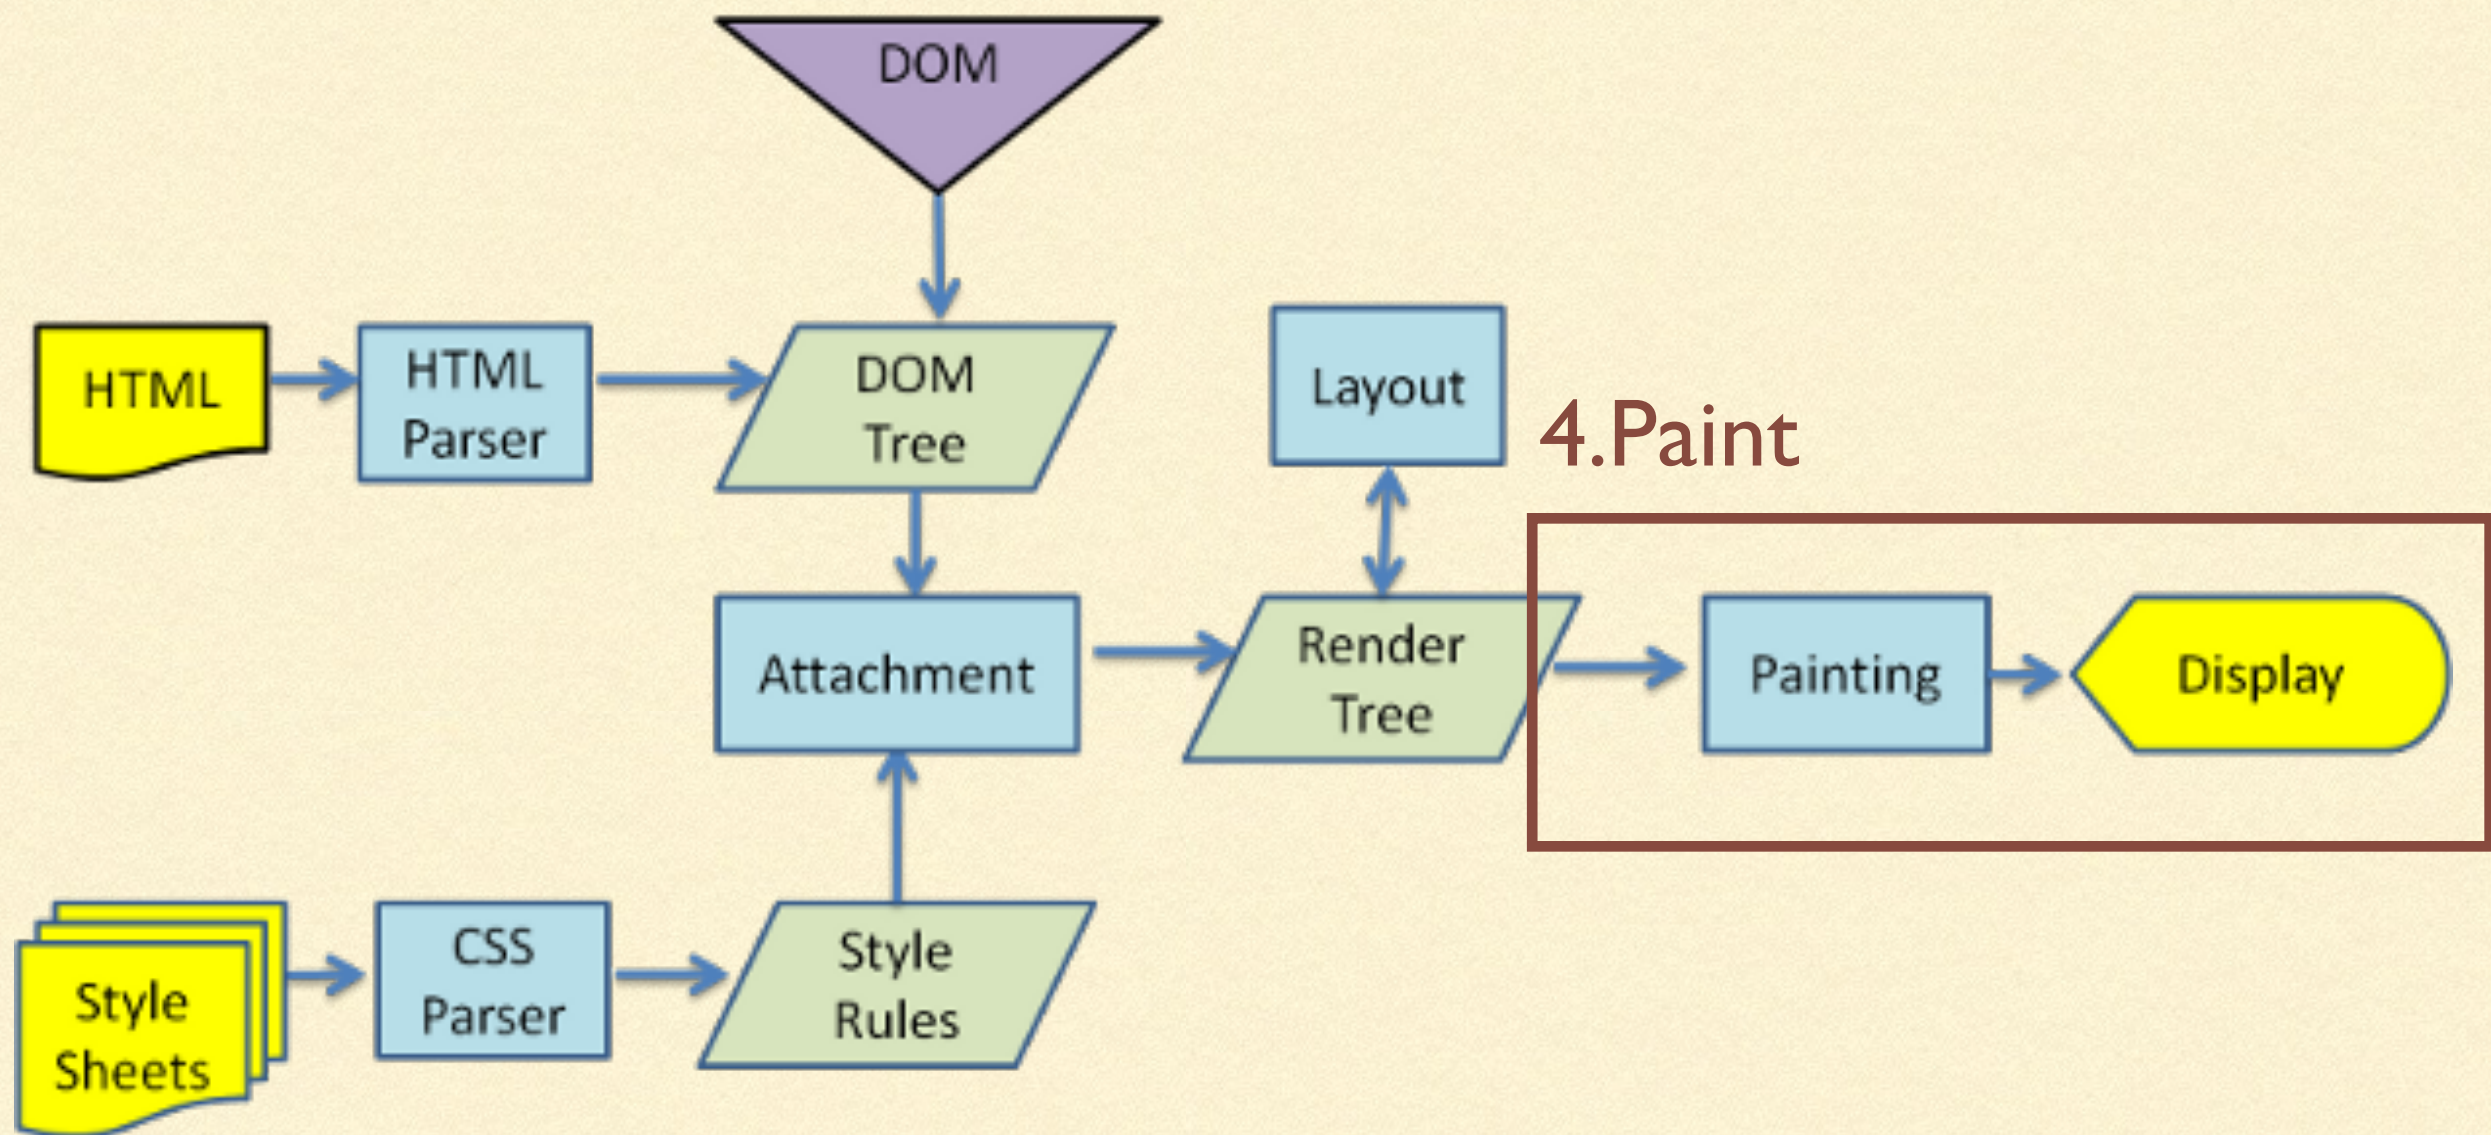 DOM
HTML
HTML
Parser
DOM
Tree
Layout
4.Paint
Attachment
Render
Tree
Painting
Display
Style
Sheets
CSS
Parser
Style
Rules